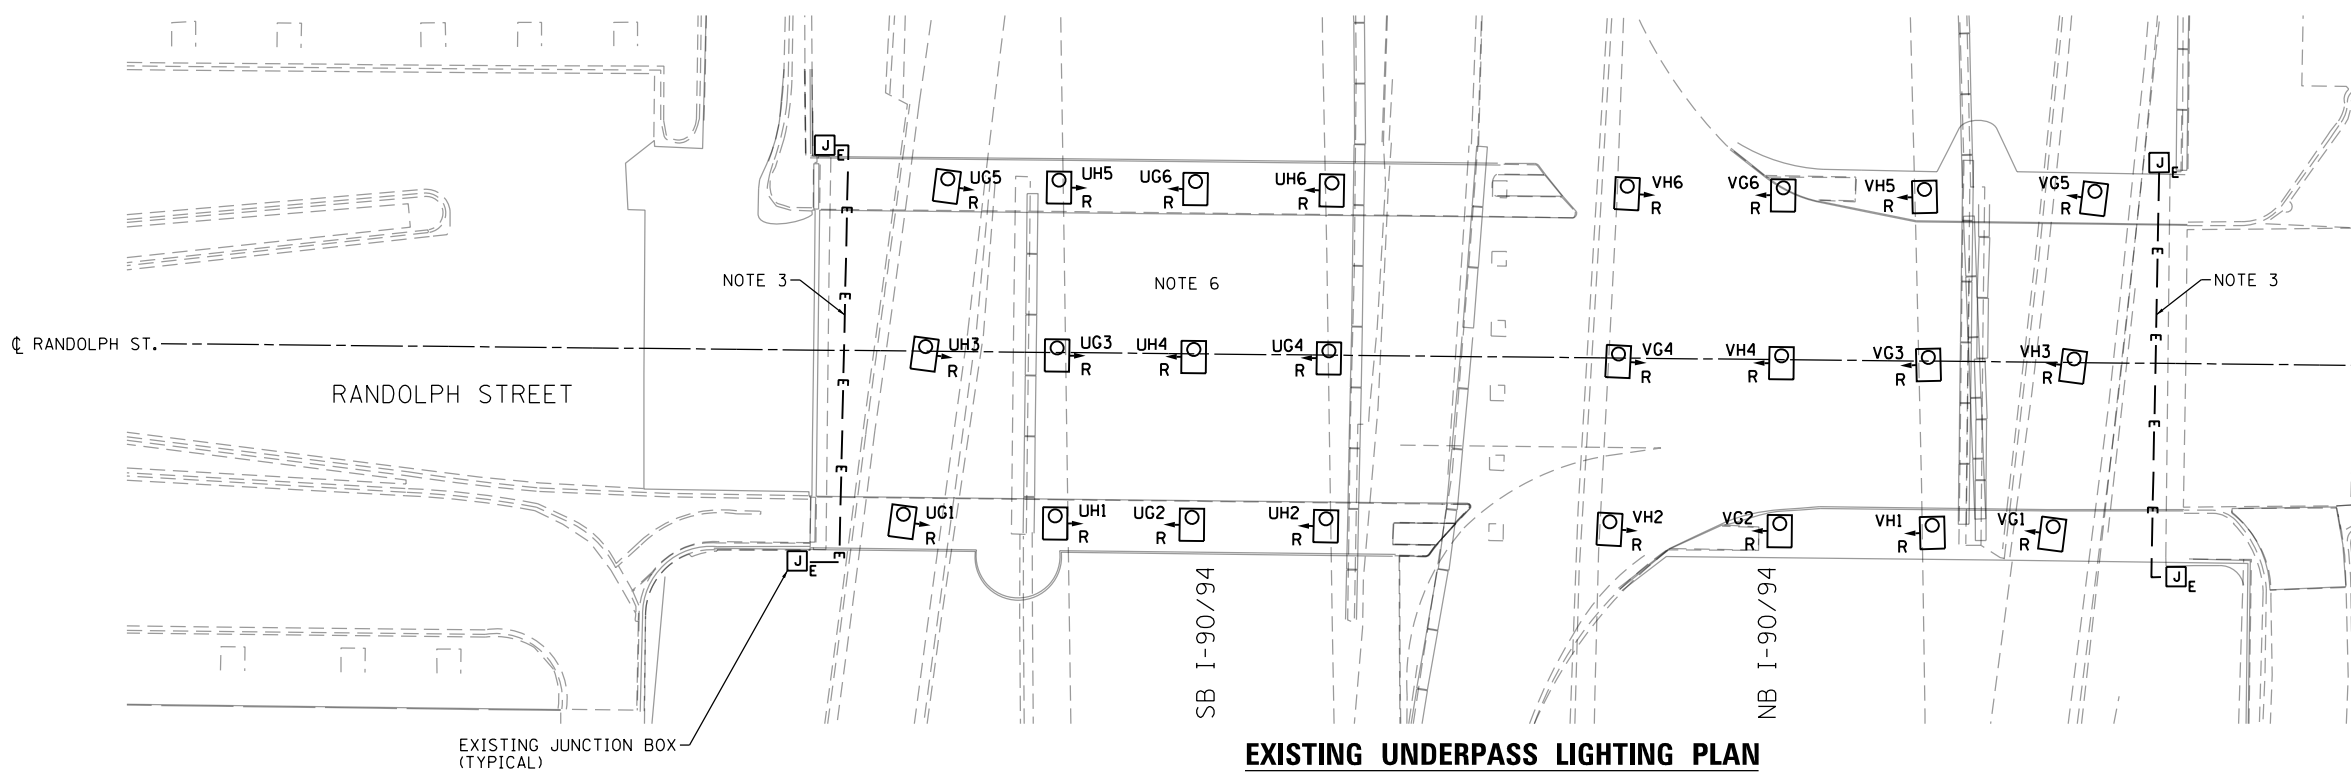 J
E
UG5
R
UH5
R
UG6
R
UH6
R
VH6
R
VG6
R
VH5
R
VG5
R
J
E
E
E
E
E
E
E
E
E
E
E
NOTE 3
NOTE 6
NOTE 3
℄ RANDOLPH ST.
UH3
R
UG3
R
UH4
R
UG4
R
VG4
R
VH4
R
VG3
R
VH3
R
RANDOLPH STREET
UG1
R
UH1
R
UG2
R
UH2
R
VH2
R
VG2
R
VH1
R
VG1
R
J
E
J
E
SB I-90/94
NB I-90/94
EXISTING JUNCTION BOX
(TYPICAL)
EXISTING UNDERPASS LIGHTING PLAN